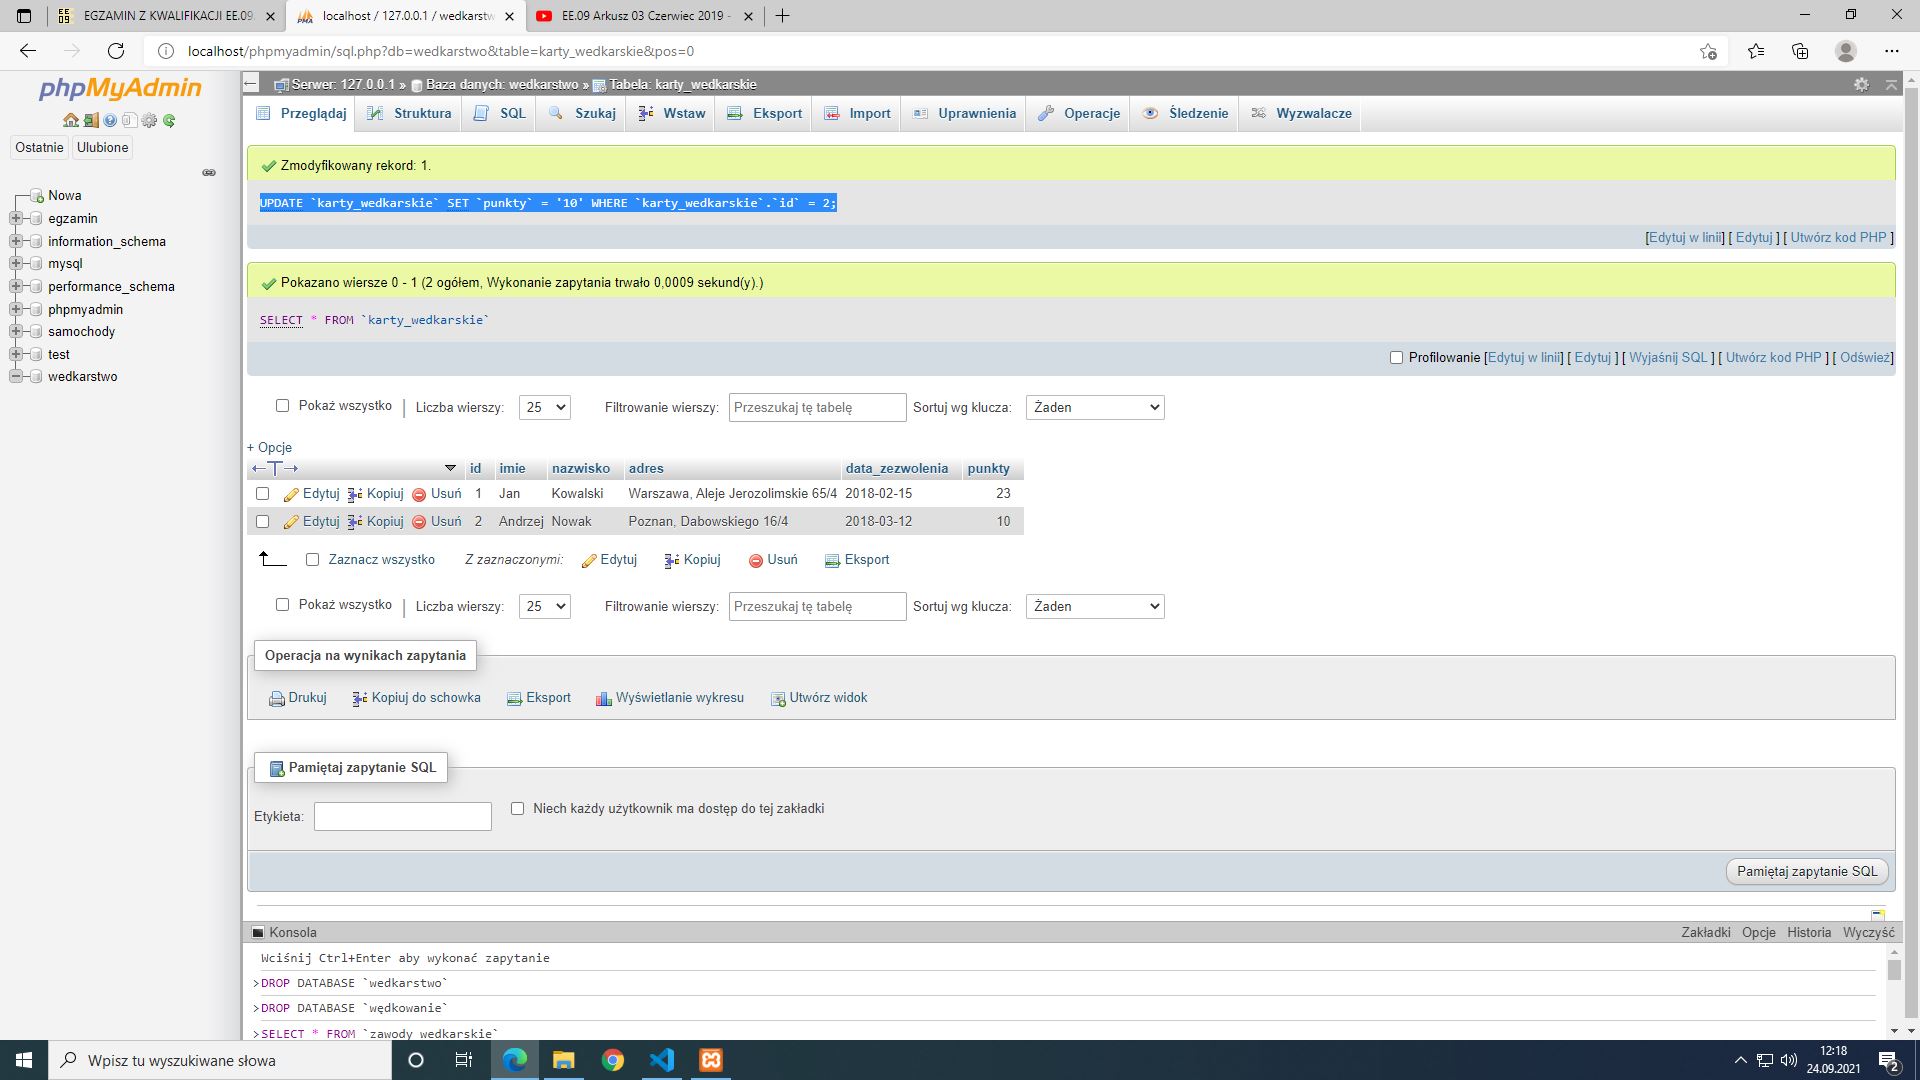 EGZAMIN Z KWALIFIKACJI EE.09
localhost / 127.0.0.1 / wedkarstw
EE.09 Arkusz 03 Czerwiec 2019 -
localhost/phpmyadmin/sql.php?db=wedkarstwo&table=karty_wedkarskie&pos=0
phpMyAdmin
Ostatnie Ulubione
Nowa
egzamin
information_schema
mysql
performance_schema
phpmyadmin
samochody
test
wedkarstwo
Serwer: 127.0.0.1 » Baza danych: wedkarstwo » Tabela: karty_wedkarskie
Przeglądaj Struktura SQL Szukaj Wstaw Eksport Import Uprawnienia Operacje Śledzenie Wyzwalacze
Zmodyfikowany rekord: 1.
UPDATE `karty_wedkarskie` SET `punkty` = '10' WHERE `karty_wedkarskie`.`id` = 2;
[Edytuj w linii] [ Edytuj ] [ Utwórz kod PHP ]
Pokazano wiersze 0 - 1 (2 ogółem, Wykonanie zapytania trwało 0,0009 sekund(y).)
SELECT * FROM `karty_wedkarskie`
Profilowanie [Edytuj w linii] [ Edytuj ] [ Wyjaśnij SQL ] [ Utwórz kod PHP ] [ Odśwież]
Pokaż wszystko | Liczba wierszy: 25 Filtrowanie wierszy: Przeszukaj tę tabelę Sortuj wg klucza: Żaden
+ Opcje
←T→ id imie nazwisko adres data_zezwolenia punkty
Edytuj Kopiuj Usuń 1 Jan Kowalski Warszawa, Aleje Jerozolimskie 65/4 2018-02-15 23
Edytuj Kopiuj Usuń 2 Andrzej Nowak Poznan, Dabowskiego 16/4 2018-03-12 10
Zaznacz wszystko Z zaznaczonymi: Edytuj Kopiuj Usuń Eksport
Pokaż wszystko | Liczba wierszy: 25 Filtrowanie wierszy: Przeszukaj tę tabelę Sortuj wg klucza: Żaden
Operacja na wynikach zapytania
Drukuj Kopiuj do schowka Eksport Wyświetlanie wykresu Utwórz widok
Pamiętaj zapytanie SQL
Etykieta: Niech każdy użytkownik ma dostęp do tej zakładki
Pamiętaj zapytanie SQL
Konsola Zakładki Opcje Historia Wyczyść
Wciśnij Ctrl+Enter aby wykonać zapytanie
>DROP DATABASE `wedkarstwo`
>DROP DATABASE `wędkowanie`
>SELECT * FROM `zawody_wedkarskie`
Wpisz tu wyszukiwane słowa
12:18
24.09.2021
2